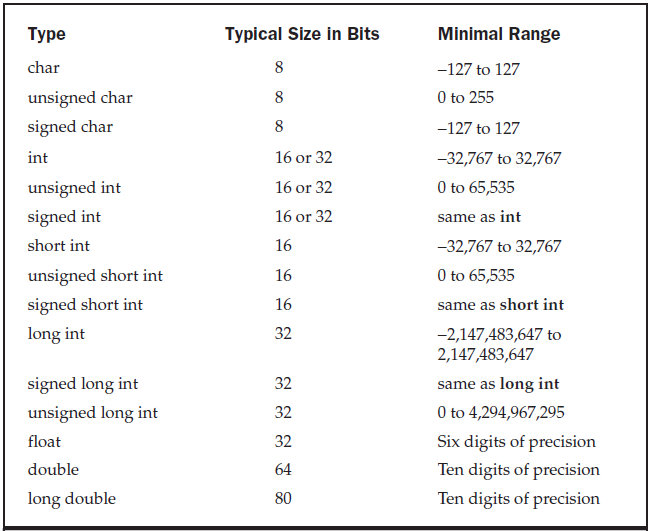 Type Typical Size in Bits Minimal Range
char 8 –127 to 127
unsigned char 8 0 to 255
signed char 8 –127 to 127
int 16 or 32 –32,767 to 32,767
unsigned int 16 or 32 0 to 65,535
signed int 16 or 32 same as int
short int 16 –32,767 to 32,767
unsigned short int 16 0 to 65,535
signed short int 16 same as short int
long int 32 –2,147,483,647 to
2,147,483,647
signed long int 32 same as long int
unsigned long int 32 0 to 4,294,967,295
float 32 Six digits of precision
double 64 Ten digits of precision
long double 80 Ten digits of precision